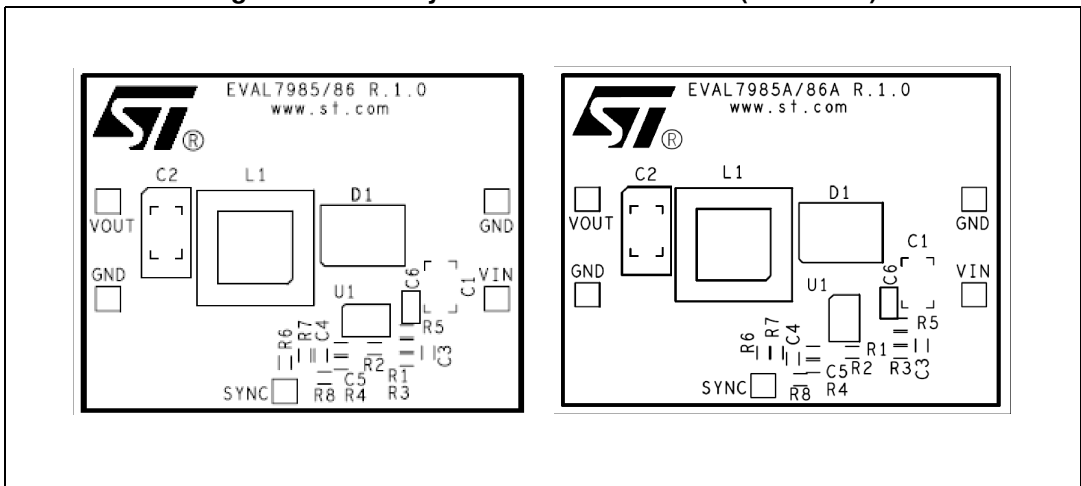 EVAL7985/86 R.1.0
www.st.com
ST®
C2
L1
D1
VOUT
GND
GND
VIN
C1
C6
U1
R6
R7
C4
R5
C3
R2
R1
R3
C5
R4
R8
SYNC
EVAL7985A/86A R.1.0
www.st.com
ST®
C2
L1
D1
VOUT
GND
C1
GND
VIN
C6
U1
R6
R7
C4
R5
R1
R2
R3
C3
C5
R4
R8
SYNC